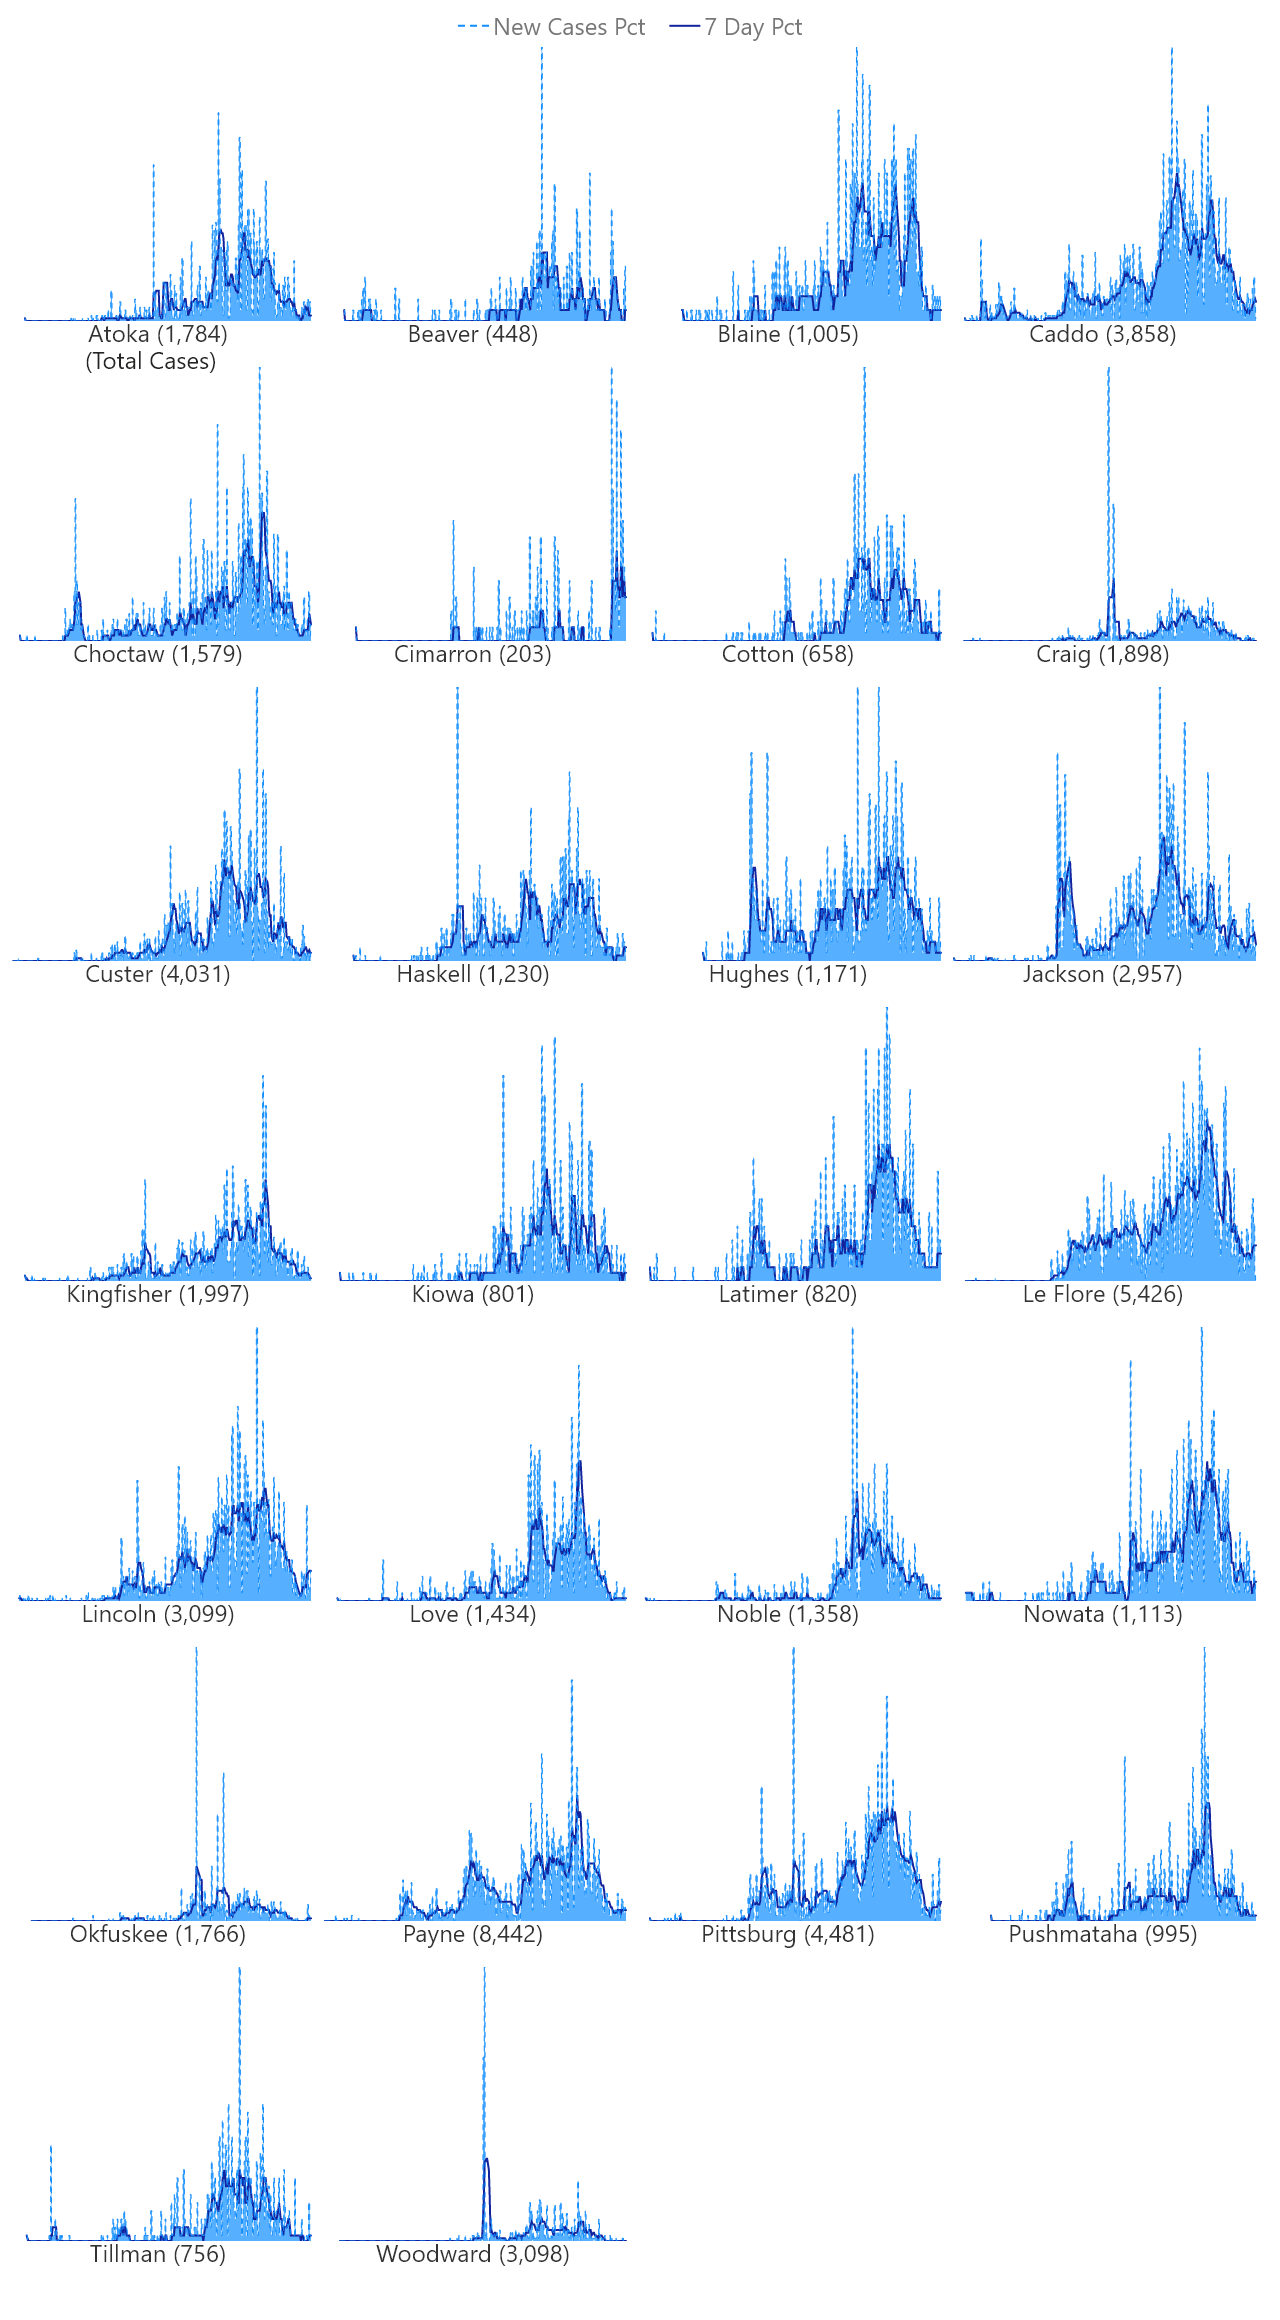 New Cases Pct 7 Day Pct
Atoka (1,784) Beaver (448) Blaine (1,005) Caddo (3,858)
(Total Cases)
Choctaw (1,579) Cimarron (203) Cotton (658) Craig (1,898)
Custer (4,031) Haskell (1,230) Hughes (1,171) Jackson (2,957)
Kingfisher (1,997) Kiowa (801) Latimer (820) Le Flore (5,426)
Lincoln (3,099) Love (1,434) Noble (1,358) Nowata (1,113)
Okfuskee (1,766) Payne (8,442) Pittsburg (4,481) Pushmataha (995)
Tillman (756) Woodward (3,098)